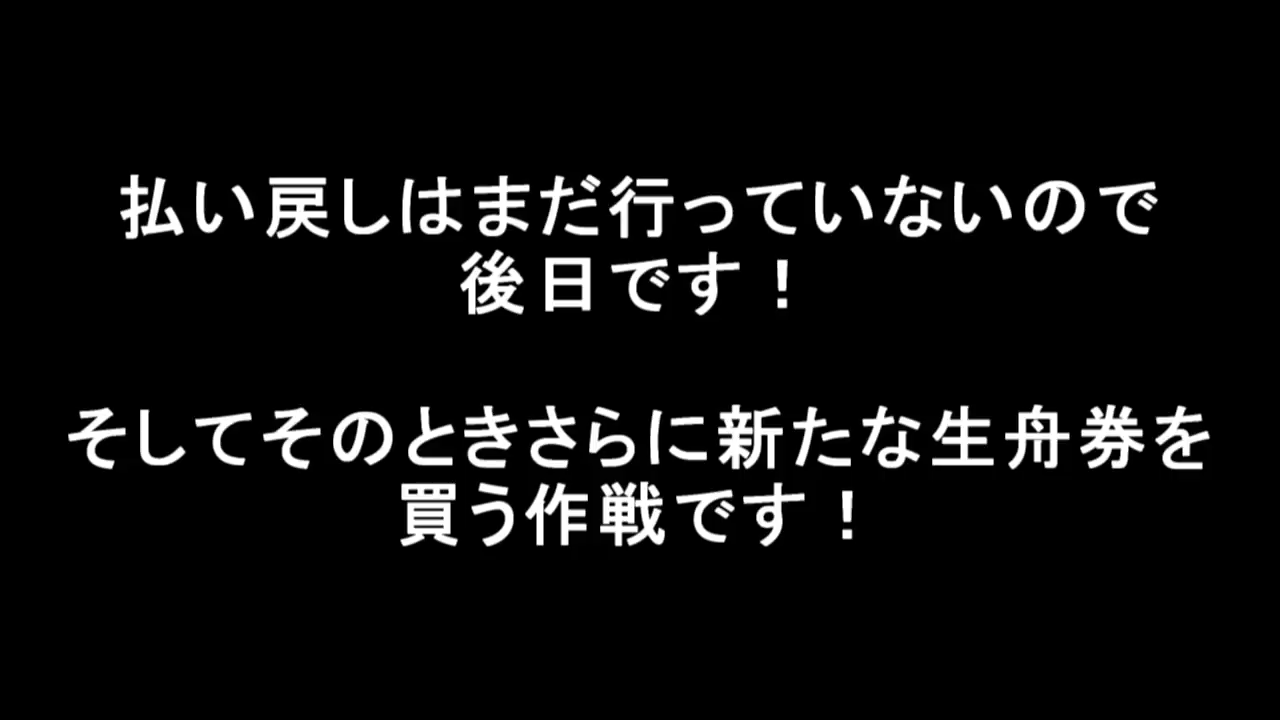 払い戻しはまだ行っていないので
後日です！
そしてそのときさらに新たな生舟券を
買う作戦です！